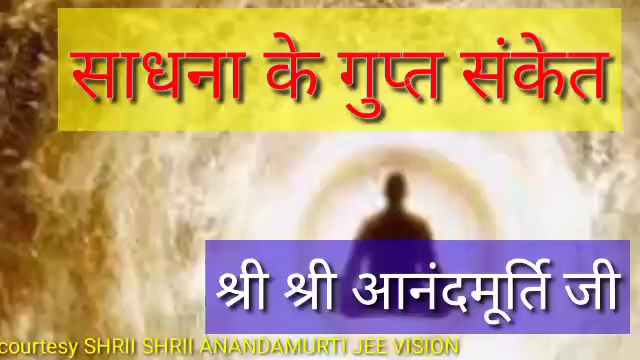 साधना के गुप्त संकेत
श्री श्री आनंदमूर्ति जी
courtesy SHRII SHRII ANANDAMURTI JEE VISION